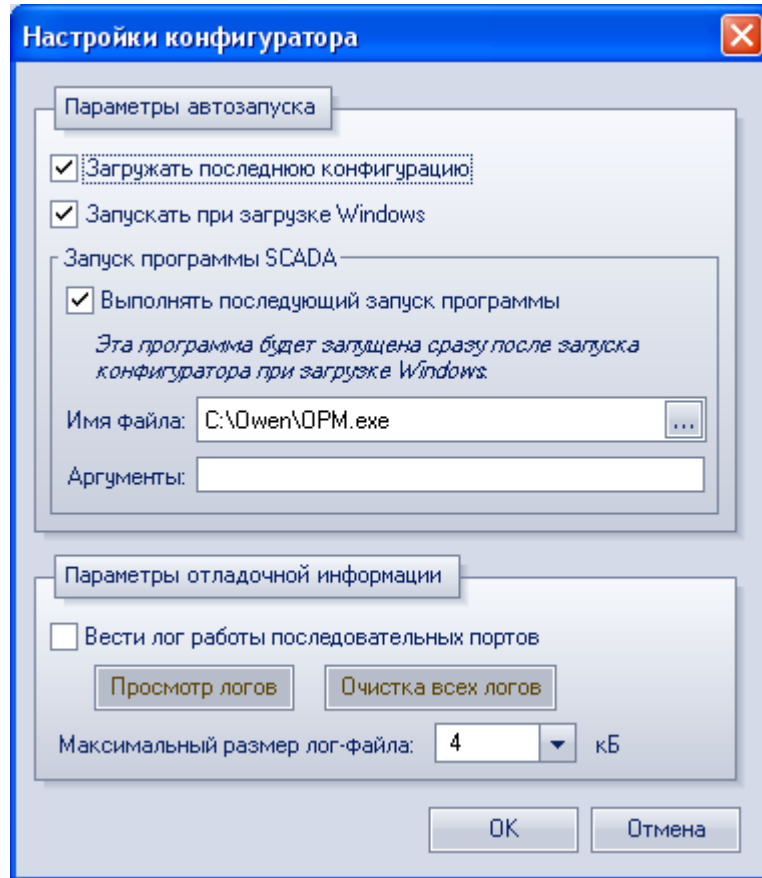 Настройки конфигуратора
Параметры автозапуска
Загружать последнюю конфигурацию
Запускать при загрузке Windows
Запуск программы SCADA
Выполнять последующий запуск программы
Эта программа будет запущена сразу после запуска
конфигуратора при загрузке Windows.
Имя файла: C:\Owen\OPM.exe ...
Аргументы:
Параметры отладочной информации
Вести лог работы последовательных портов
Просмотр логов Очистка всех логов
Максимальный размер лог-файла: 4 кБ
OK Отмена